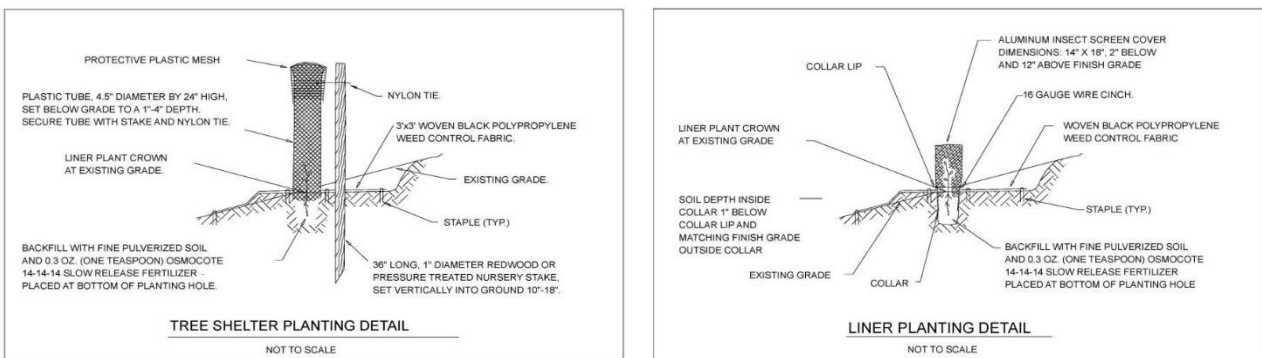 PROTECTIVE PLASTIC MESH
PLASTIC TUBE, 4.5" DIAMETER BY 24" HIGH,
SET BELOW GRADE TO A 1"-4" DEPTH.
SECURE TUBE WITH STAKE AND NYLON TIE.
LINER PLANT CROWN
AT EXISTING GRADE.
BACKFILL WITH FINE PULVERIZED SOIL
AND 0.3 OZ. (ONE TEASPOON) OSMOCOTE
14-14-14 SLOW RELEASE FERTILIZER
PLACED AT BOTTOM OF PLANTING HOLE.
NYLON TIE.
3'x3' WOVEN BLACK POLYPROPYLENE
WEED CONTROL FABRIC.
EXISTING GRADE.
STAPLE (TYP.)
36" LONG, 1" DIAMETER REDWOOD OR
PRESSURE TREATED NURSERY STAKE,
SET VERTICALLY INTO GROUND 10"-18".
TREE SHELTER PLANTING DETAIL
NOT TO SCALE
COLLAR LIP
LINER PLANT CROWN
AT EXISTING GRADE
SOIL DEPTH INSIDE
COLLAR 1" BELOW
COLLAR LIP AND
MATCHING FINISH GRADE
OUTSIDE COLLAR
EXISTING GRADE
COLLAR
ALUMINUM INSECT SCREEN COVER
DIMENSIONS: 14" X 18", 2" BELOW
AND 12" ABOVE FINISH GRADE
16 GAUGE WIRE CINCH.
WOVEN BLACK POLYPROPYLENE
WEED CONTROL FABRIC
STAPLE (TYP.)
BACKFILL WITH FINE PULVERIZED SOIL
AND 0.3 OZ. (ONE TEASPOON) OSMOCOTE
14-14-14 SLOW RELEASE FERTILIZER
PLACED AT BOTTOM OF PLANTING HOLE
LINER PLANTING DETAIL
NOT TO SCALE